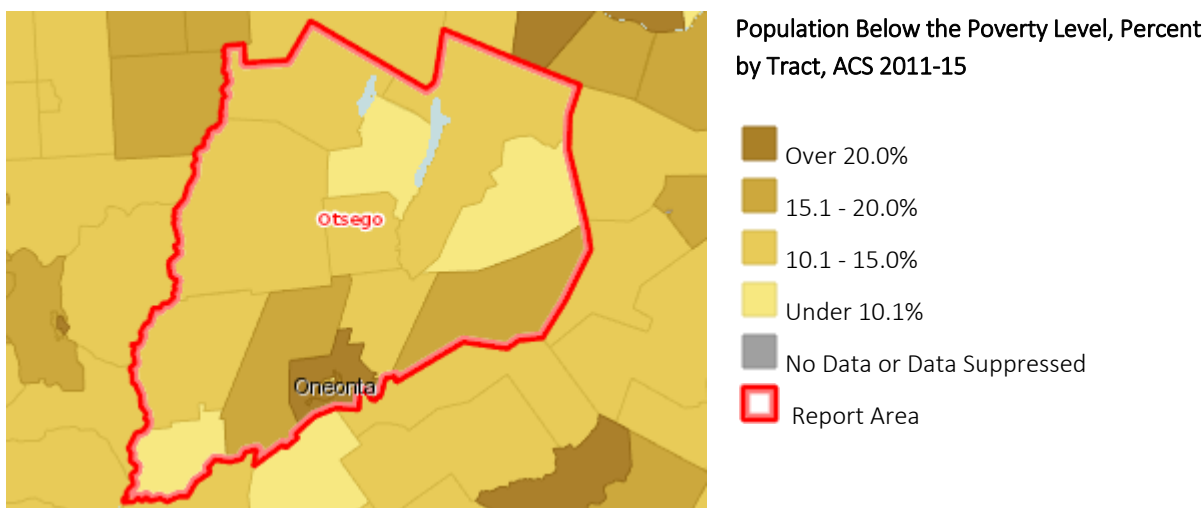 Population Below the Poverty Level, Percent
by Tract, ACS 2011-15
Over 20.0%
15.1 - 20.0%
10.1 - 15.0%
Under 10.1%
No Data or Data Suppressed
Report Area
Otsego
Oneonta